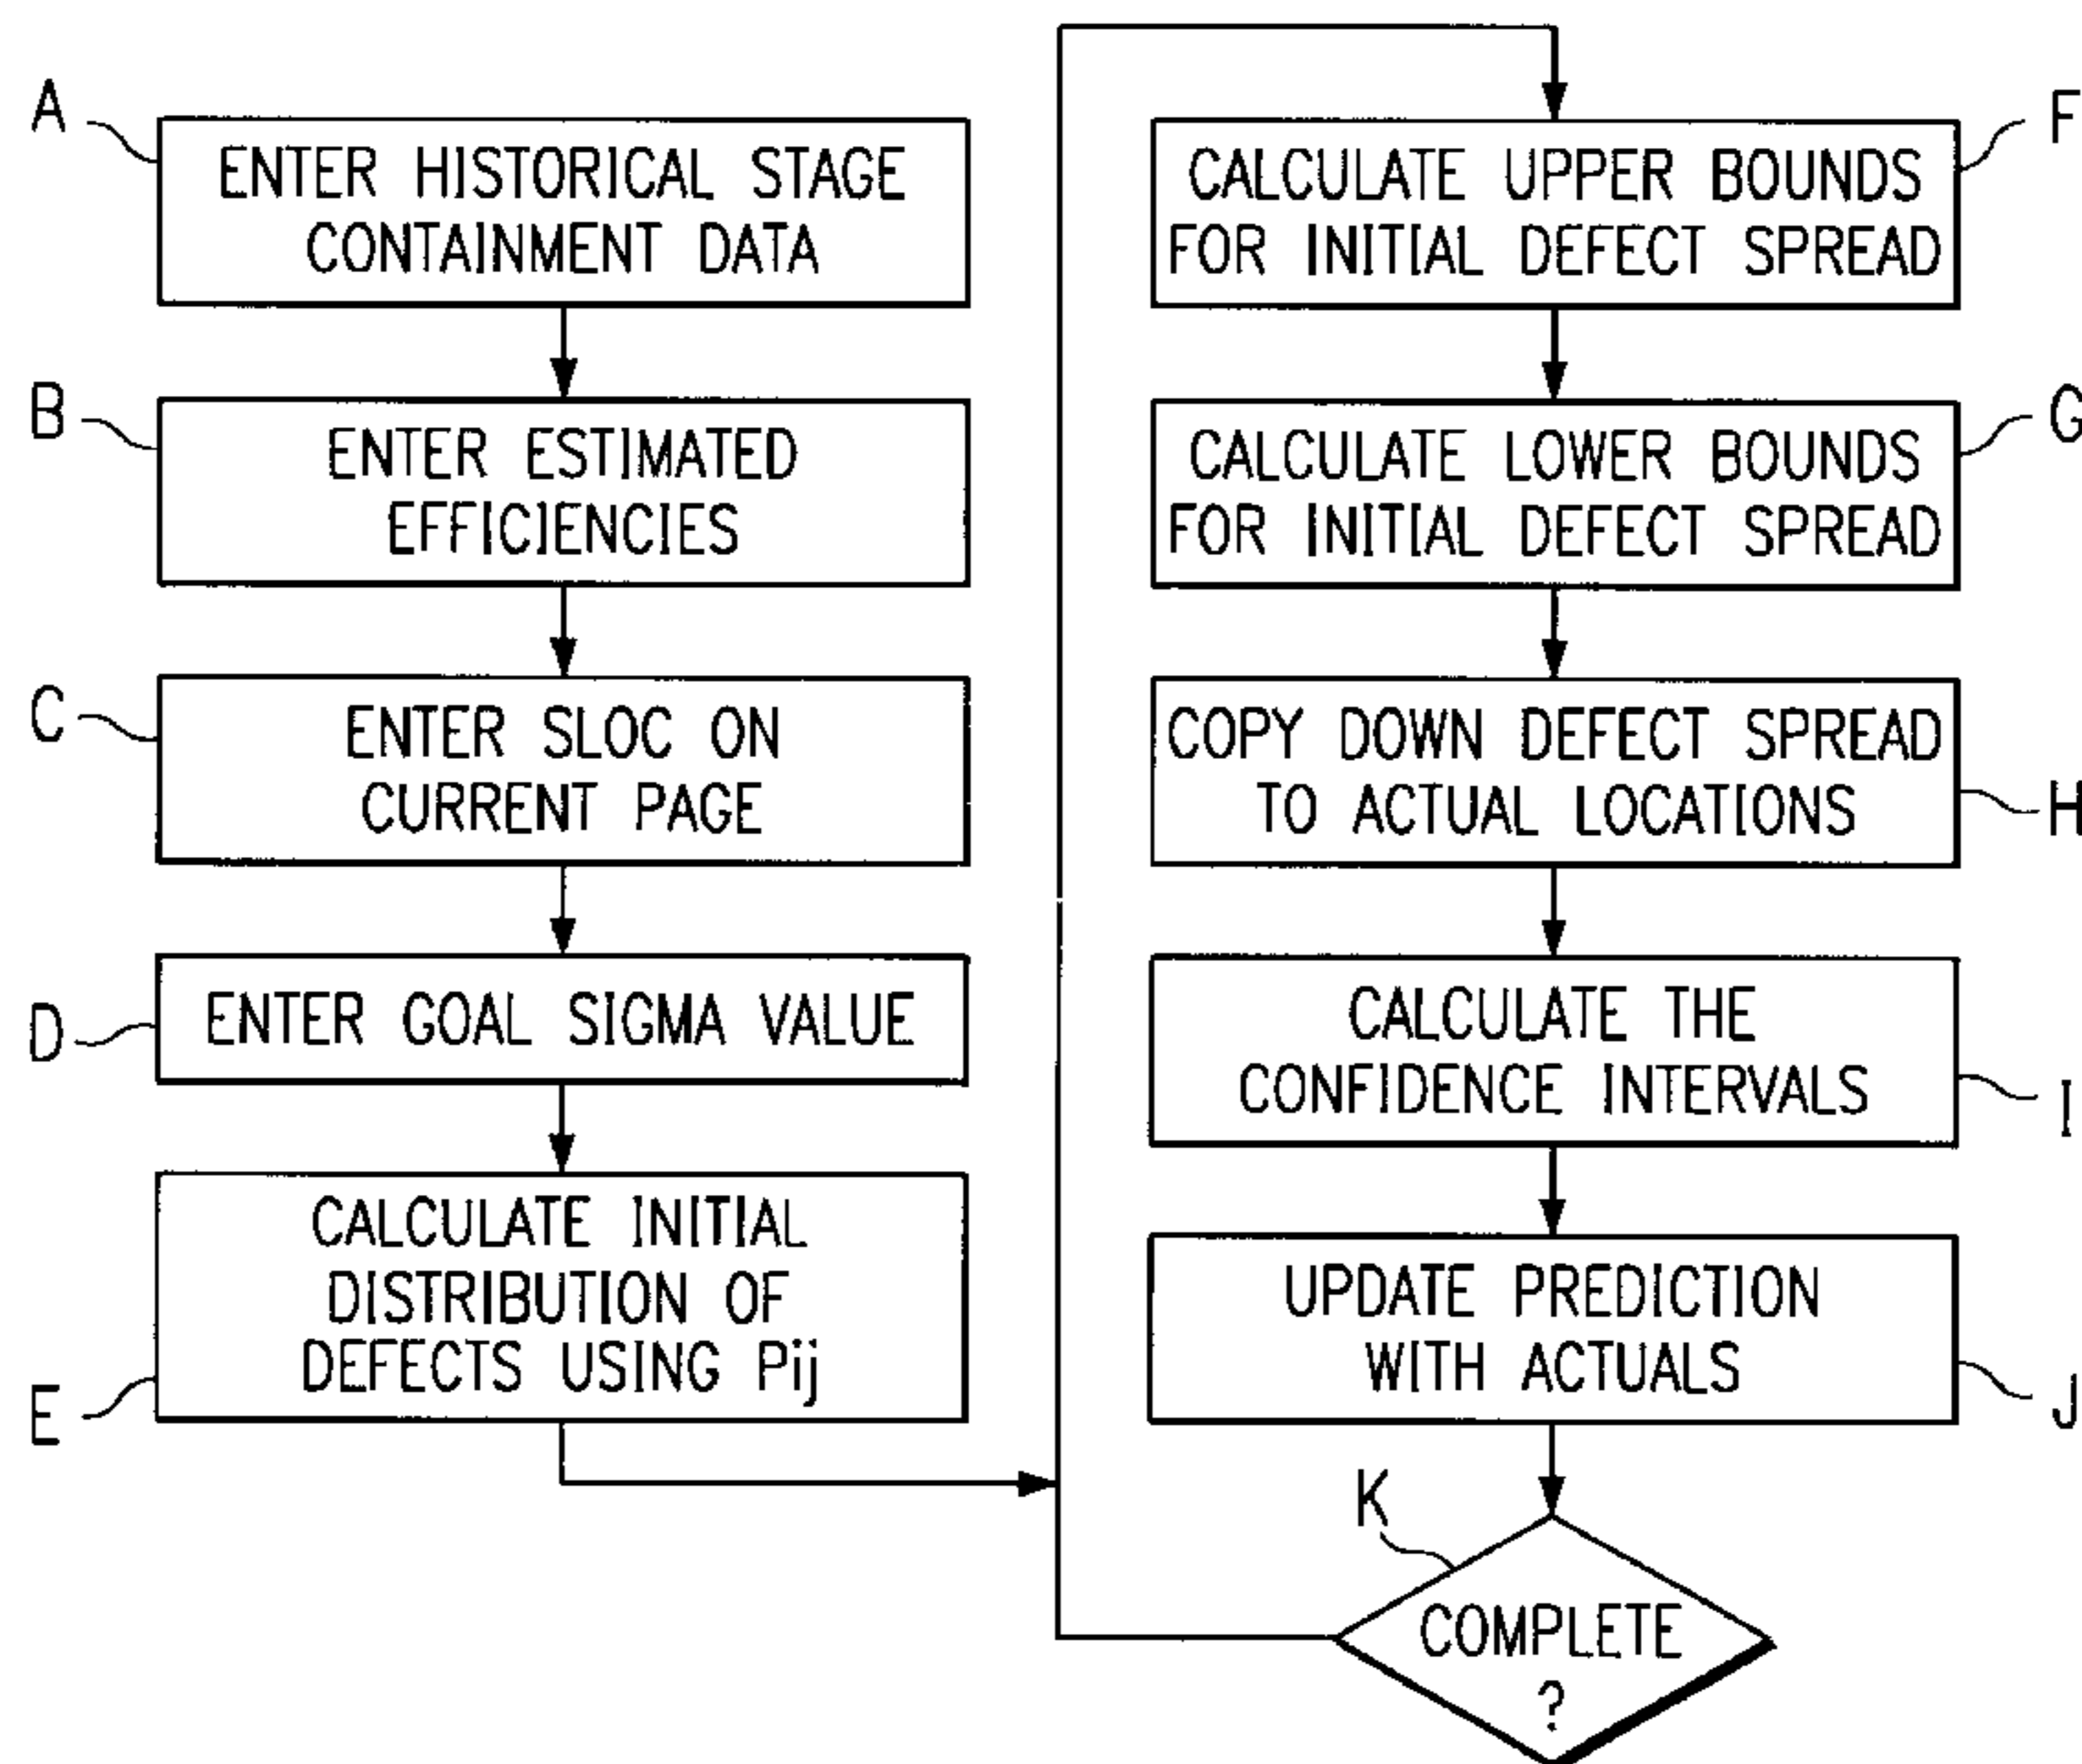 A
ENTER HISTORICAL STAGE
CONTAINMENT DATA
B
ENTER ESTIMATED
EFFICIENCIES
C
ENTER SLOC ON
CURRENT PAGE
D
ENTER GOAL SIGMA VALUE
E
CALCULATE INITIAL
DISTRIBUTION OF
DEFECTS USING Pij
F
CALCULATE UPPER BOUNDS
FOR INITIAL DEFECT SPREAD
G
CALCULATE LOWER BOUNDS
FOR INITIAL DEFECT SPREAD
H
COPY DOWN DEFECT SPREAD
TO ACTUAL LOCATIONS
I
CALCULATE THE
CONFIDENCE INTERVALS
J
UPDATE PREDICTION
WITH ACTUALS
K
COMPLETE
?